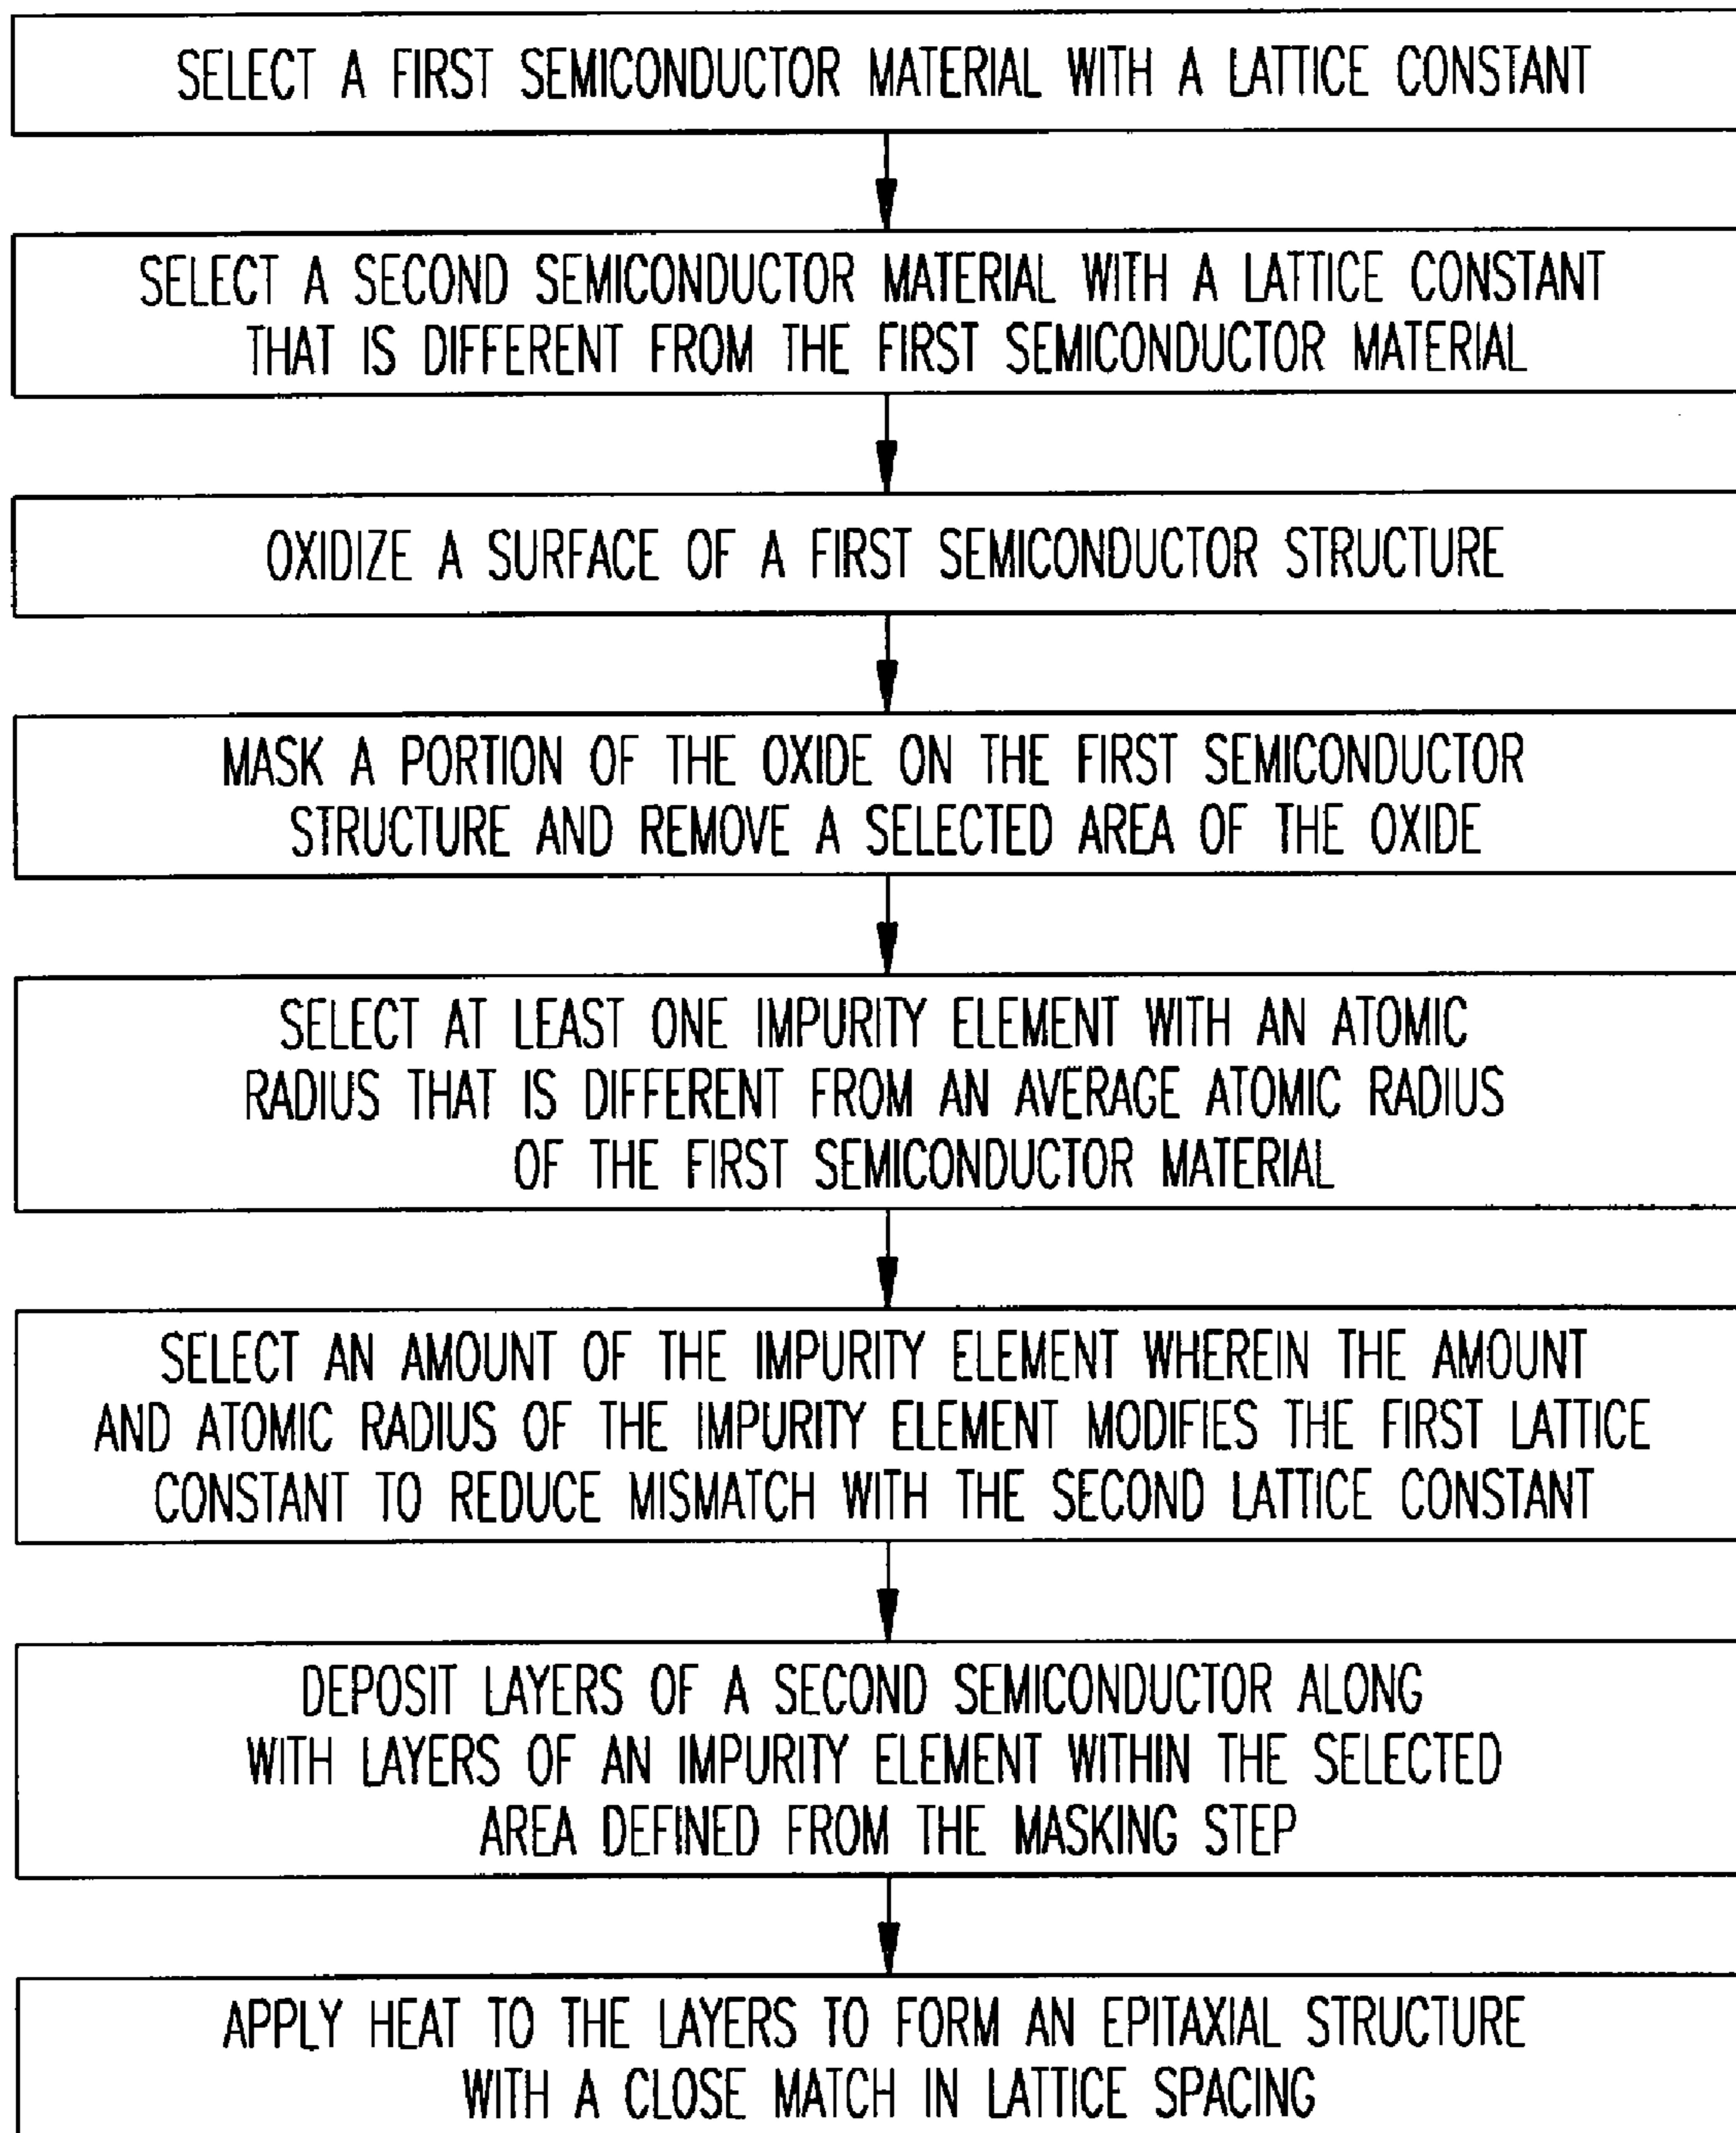 SELECT A FIRST SEMICONDUCTOR MATERIAL WITH A LATTICE CONSTANT
SELECT A SECOND SEMICONDUCTOR MATERIAL WITH A LATTICE CONSTANT
THAT IS DIFFERENT FROM THE FIRST SEMICONDUCTOR MATERIAL
OXIDIZE A SURFACE OF A FIRST SEMICONDUCTOR STRUCTURE
MASK A PORTION OF THE OXIDE ON THE FIRST SEMICONDUCTOR
STRUCTURE AND REMOVE A SELECTED AREA OF THE OXIDE
SELECT AT LEAST ONE IMPURITY ELEMENT WITH AN ATOMIC
RADIUS THAT IS DIFFERENT FROM AN AVERAGE ATOMIC RADIUS
OF THE FIRST SEMICONDUCTOR MATERIAL
SELECT AN AMOUNT OF THE IMPURITY ELEMENT WHEREIN THE AMOUNT
AND ATOMIC RADIUS OF THE IMPURITY ELEMENT MODIFIES THE FIRST LATTICE
CONSTANT TO REDUCE MISMATCH WITH THE SECOND LATTICE CONSTANT
DEPOSIT LAYERS OF A SECOND SEMICONDUCTOR ALONG
WITH LAYERS OF AN IMPURITY ELEMENT WITHIN THE SELECTED
AREA DEFINED FROM THE MASKING STEP
APPLY HEAT TO THE LAYERS TO FORM AN EPITAXIAL STRUCTURE
WITH A CLOSE MATCH IN LATTICE SPACING